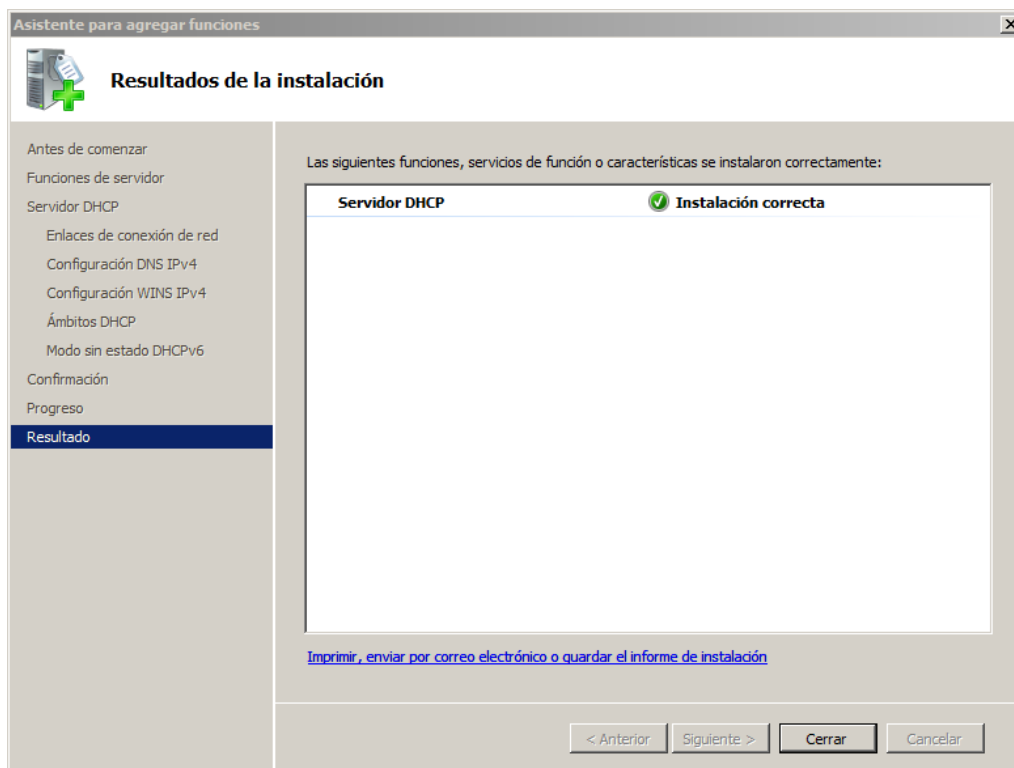 Asistente para agregar funciones
Resultados de la instalación
Antes de comenzar
Funciones de servidor
Servidor DHCP
Enlaces de conexión de red
Configuración DNS IPv4
Configuración WINS IPv4
Ámbitos DHCP
Modo sin estado DHCPv6
Confirmación
Progreso
Resultado
Las siguientes funciones, servicios de función o características se instalaron correctamente:
Servidor DHCP Instalación correcta
Imprimir, enviar por correo electrónico o guardar el informe de instalación
< Anterior Siguiente > Cerrar Cancelar